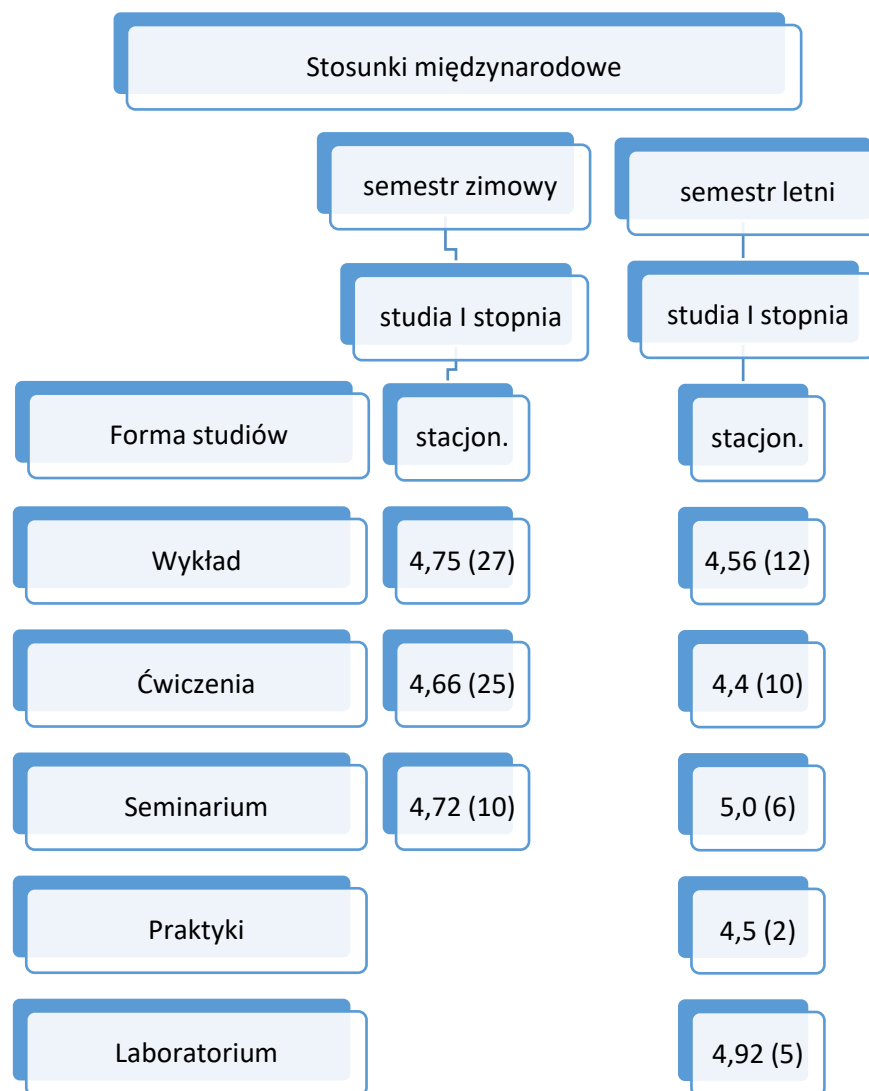 Stosunki międzynarodowe
semestr zimowy
semestr letni
studia I stopnia
studia I stopnia
Forma studiów
stacjon.
stacjon.
Wykład
4,75 (27)
4,56 (12)
Ćwiczenia
4,66 (25)
4,4 (10)
Seminarium
4,72 (10)
5,0 (6)
Praktyki
4,5 (2)
Laboratorium
4,92 (5)